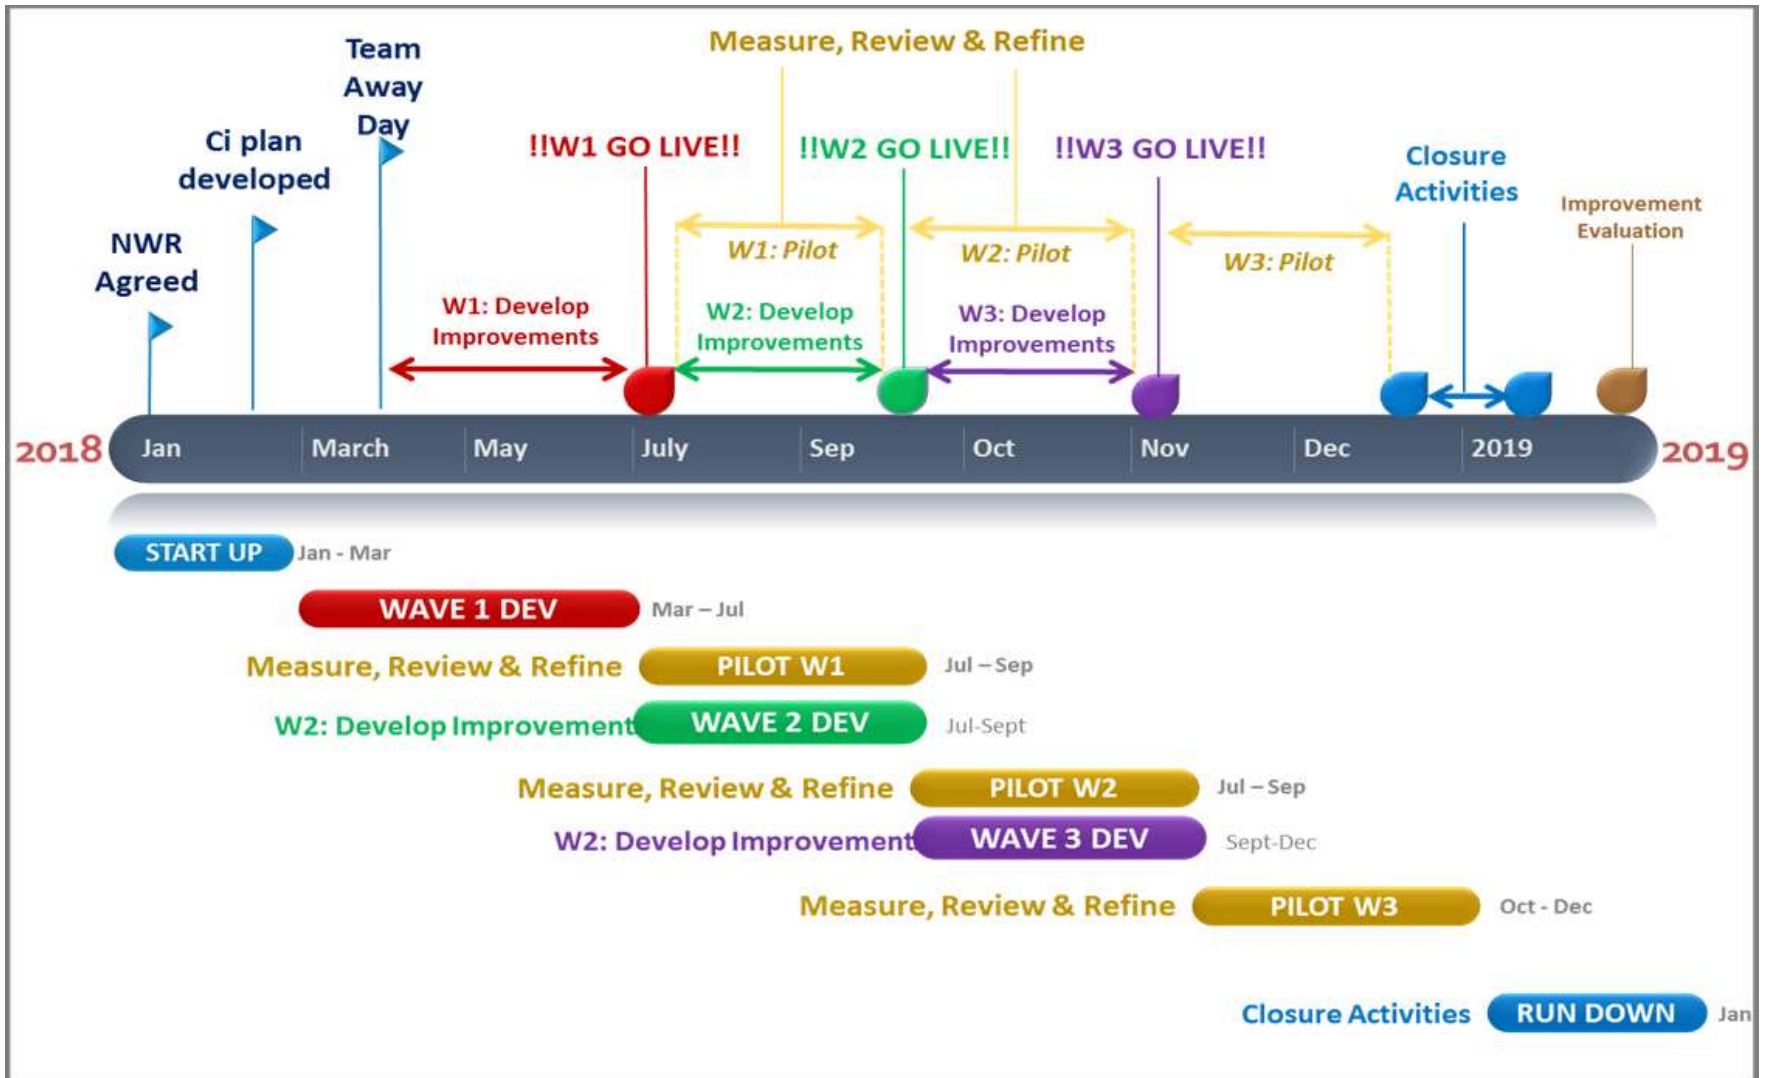 Measure, Review & Refine
Team
Away
Day
Ci plan
developed
!!W1 GO LIVE!!
!!W2 GO LIVE!!
!!W3 GO LIVE!!
Closure
Activities
NWR
Agreed
Improvement
Evaluation
W1: Pilot
W2: Pilot
W3: Pilot
W1: Develop
Improvements
W2: Develop
Improvements
W3: Develop
Improvements
2018 Jan March May July Sep Oct Nov Dec 2019 2019
START UP Jan - Mar
WAVE 1 DEV Mar – Jul
Measure, Review & Refine PILOT W1 Jul – Sep
W2: Develop Improvement WAVE 2 DEV Jul-Sept
Measure, Review & Refine PILOT W2 Jul – Sep
W2: Develop Improvement WAVE 3 DEV Sept-Dec
Measure, Review & Refine PILOT W3 Oct - Dec
Closure Activities RUN DOWN Jan